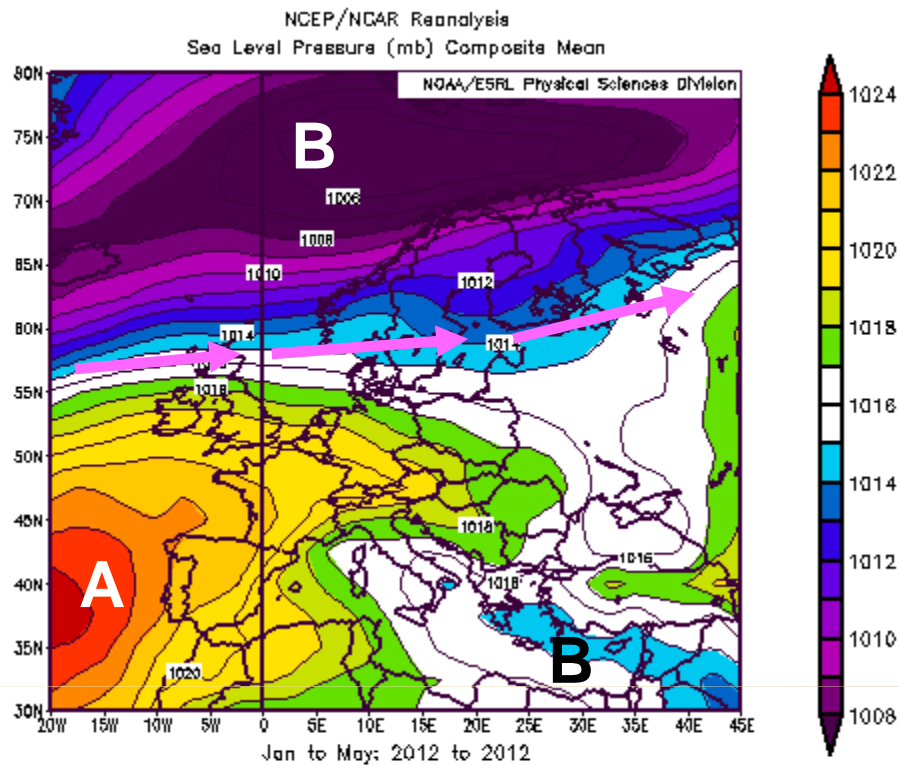 NCEP/NCAR Reanalysis
Sea Level Pressure (mb) Composite Mean
NOAA/ESRL Physical Sciences Division
80N
75N
70N
65N
60N
55N
50N
45N
40N
35N
30N
B
1006
1008
1010
1012
1014
1014
1018
1018
1016
1016
A
B
1020
20W 15W 10W 5W 0 5E 10E 15E 20E 25E 30E 35E 40E 45E
Jan to May: 2012 to 2012
1024
1022
1020
1018
1016
1014
1012
1010
1008